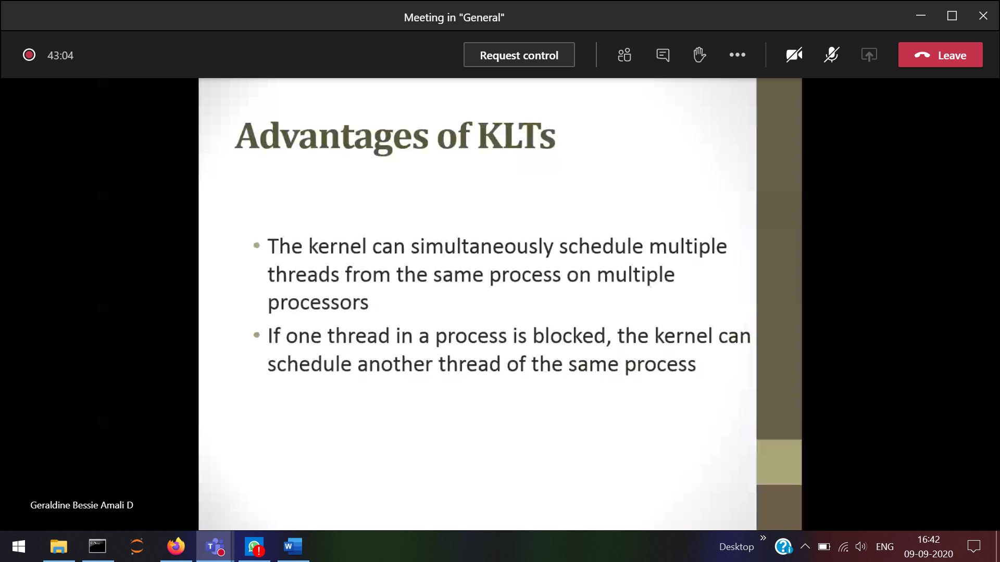 Meeting in "General"
43:04
Request control
Leave
Advantages of KLTs
• The kernel can simultaneously schedule multiple
threads from the same process on multiple
processors
• If one thread in a process is blocked, the kernel can
schedule another thread of the same process
Geraldine Bessie Amali D
Desktop
ENG
16:42
09-09-2020